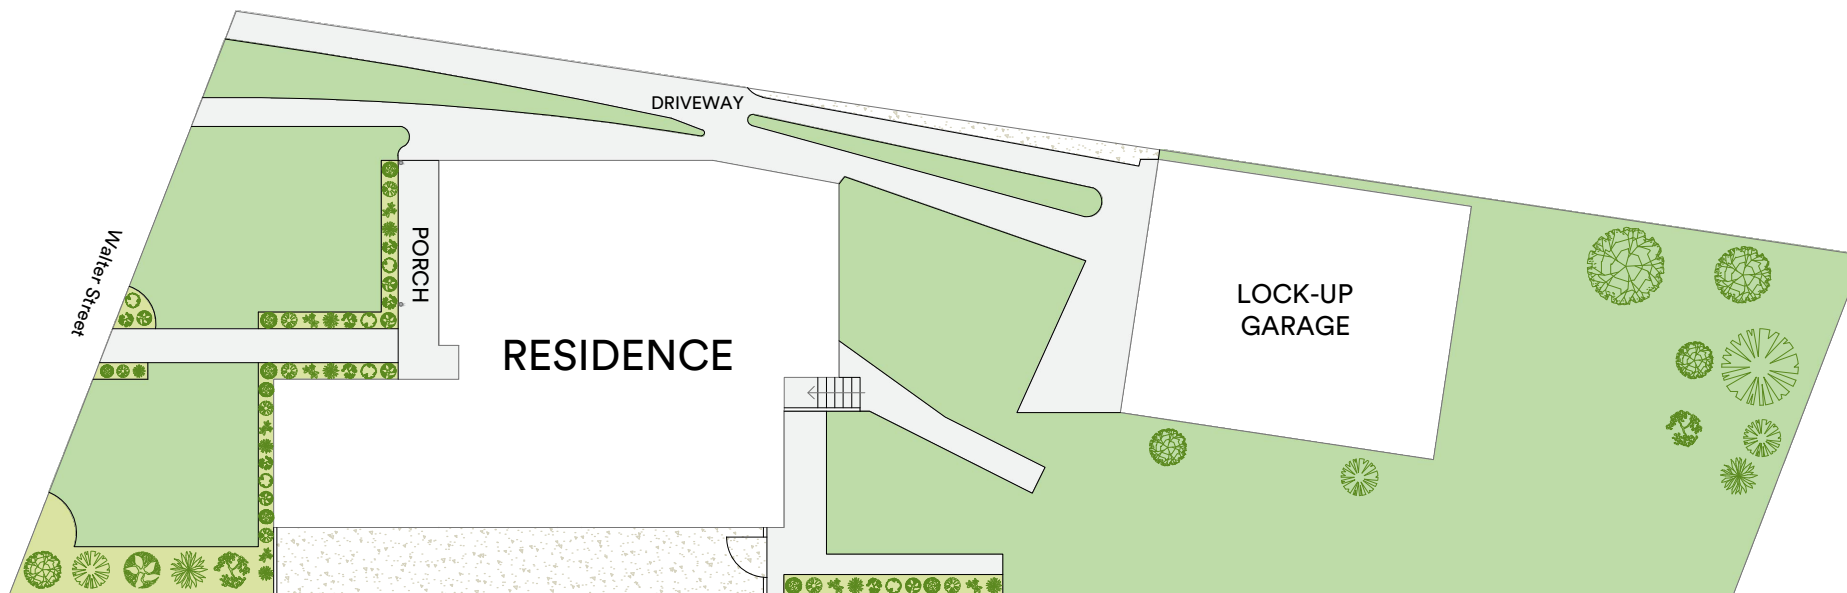 DRIVEWAY
Walter Street
PORCH
RESIDENCE
LOCK-UP
GARAGE